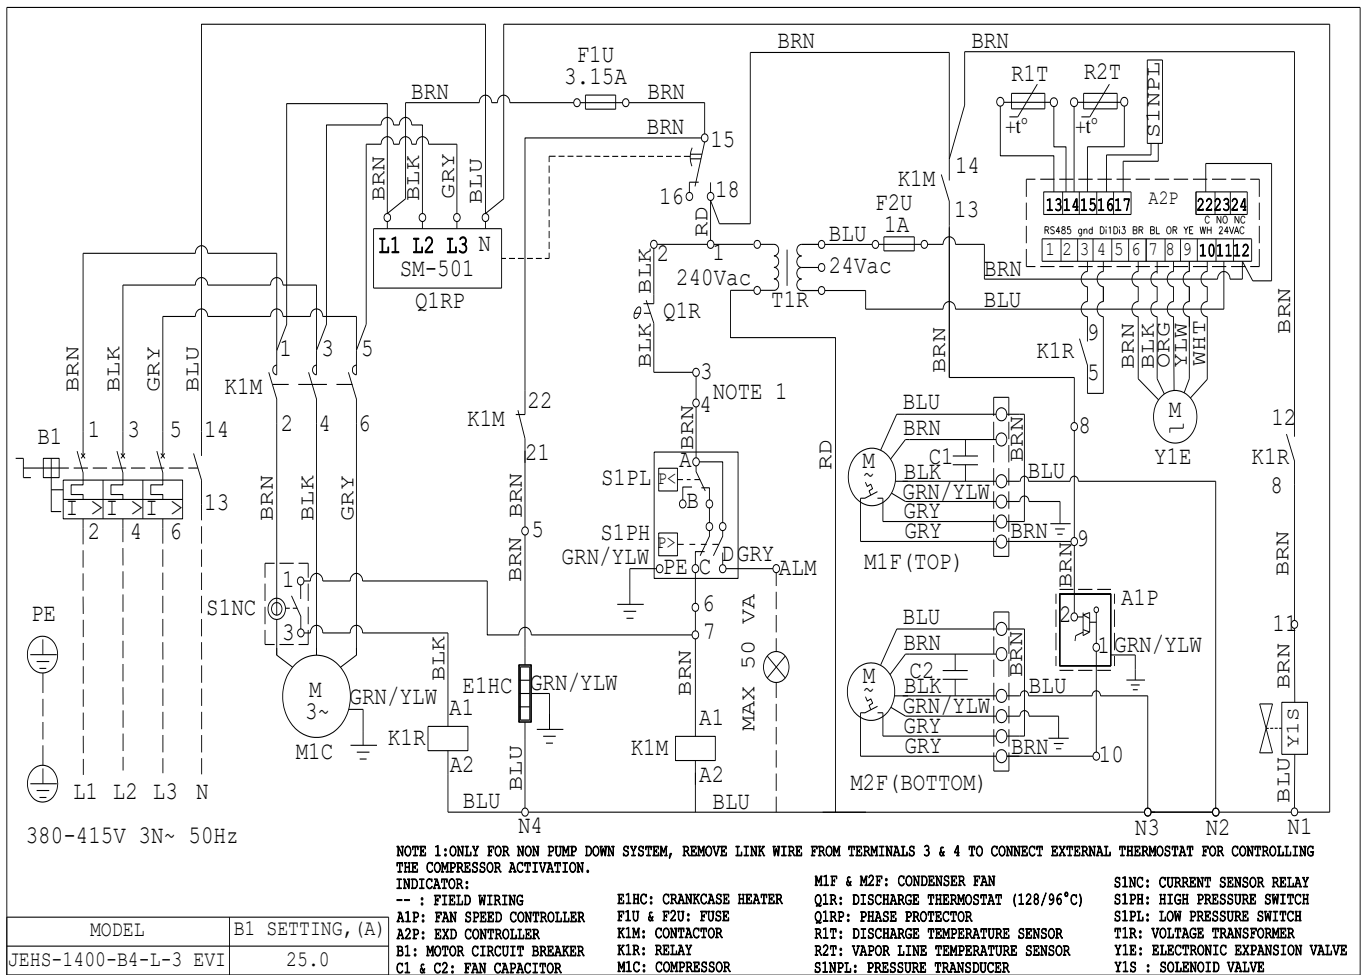 BRN
BRN
F1U
3.15A
BRN
BRN
BRN
R1T
R2T
S1NPL
+t°
+t°
15
16
18
RD
K1M
14
13
F2U
1A
BLU
A2P
13 14 15 16 17
22 23 24
C NO NC
RS485 gnd Di1Di3 BR BL OR YE WH 24VAC
1 2 3 4 5 6 7 8 9 10 11 12
BRN
BLK
GRY
BLU
L1 L2 L3 N
SM-501
Q1RP
2
1
240Vac
24Vac
T1R
BRN
BLU
BLK
θ Q1R
BLK
BRN
BRN
9
K1R
5
BRN
BLK
ORG
YLW
WHT
M
Y1E
BRN
BLK
GRY
BLU
1
3
5
K1M
2
4
6
3
NOTE 1
4
BRN
22
K1M
21
B1
1
3
5
14
13
I > I > I >
2
4
6
BRN
BLK
GRY
BRN
5
BRN
A
S1PL
P<
B
S1PH
P>
GRN/YLW
PE
C
D
GRY
ALM
RD
BLU
BRN
M
~
C1
BLK
GRN/YLW
GRY
GRY
BRN
BLU
BRN
M1F(TOP)
8
9
12
K1R
8
BRN
BRN
A1P
2
1
GRN/YLW
11
BRN
PE
S1NC
1
3
6
7
BLK
BRN
MAX 50 VA
M
3~
GRN/YLW
M1C
E1HC
GRN/YLW
A1
K1R
A2
A1
K1M
A2
BLU
BLU
BLU
BLU
BRN
M
~
C2
BLK
GRN/YLW
GRY
GRY
BRN
BLU
BRN
M2F(BOTTOM)
10
Y1S
BLU
L1 L2 L3 N
380-415V 3N~ 50Hz
N4
N3
N2
N1
NOTE 1:ONLY FOR NON PUMP DOWN SYSTEM, REMOVE LINK WIRE FROM TERMINALS 3 & 4 TO CONNECT EXTERNAL THERMOSTAT FOR CONTROLLING
THE COMPRESSOR ACTIVATION.
INDICATOR:
-- : FIELD WIRING
A1P: FAN SPEED CONTROLLER
A2P: EXD CONTROLLER
B1: MOTOR CIRCUIT BREAKER
C1 & C2: FAN CAPACITOR
E1HC: CRANKCASE HEATER
F1U & F2U: FUSE
K1M: CONTACTOR
K1R: RELAY
M1C: COMPRESSOR
M1F & M2F: CONDENSER FAN
Q1R: DISCHARGE THERMOSTAT (128/96°C)
Q1RP: PHASE PROTECTOR
R1T: DISCHARGE TEMPERATURE SENSOR
R2T: VAPOR LINE TEMPERATURE SENSOR
S1NPL: PRESSURE TRANSDUCER
S1NC: CURRENT SENSOR RELAY
S1PH: HIGH PRESSURE SWITCH
S1PL: LOW PRESSURE SWITCH
T1R: VOLTAGE TRANSFORMER
Y1E: ELECTRONIC EXPANSION VALVE
Y1S : SOLENOID VALVE
MODEL B1 SETTING,(A)
JEHS-1400-B4-L-3 EVI 25.0